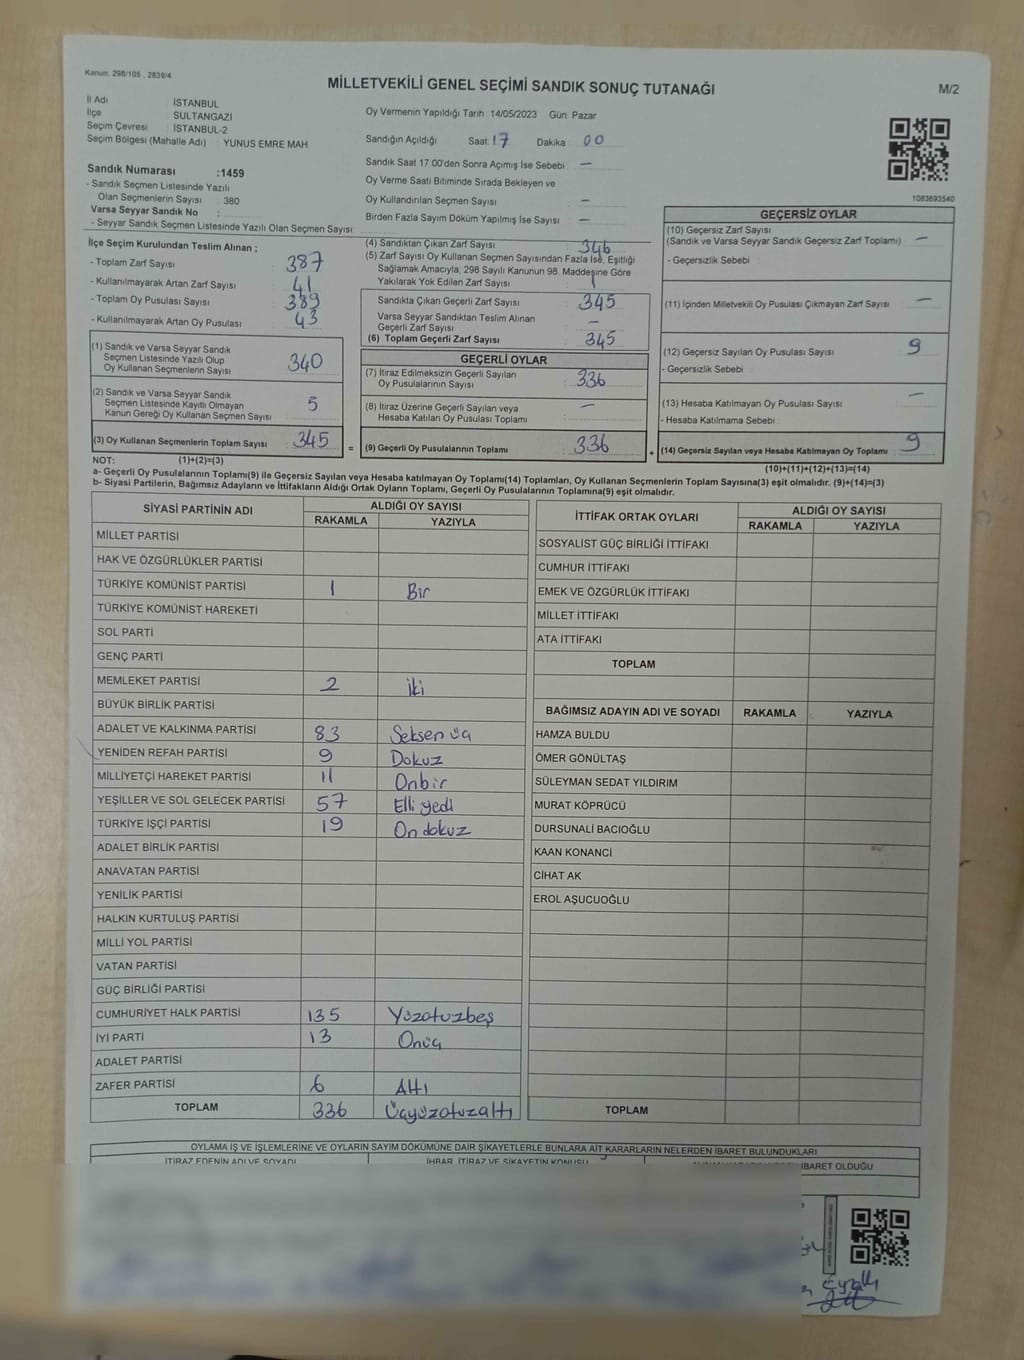 Kanun: 298/105 , 2839/4
MİLLETVEKİLİ GENEL SEÇİMİ SANDIK SONUÇ TUTANAĞI
M/2
İl Adı İSTANBUL
İlçe SULTANGAZİ
Seçim Çevresi İSTANBUL-2
Seçim Bölgesi (Mahalle Adı) YUNUS EMRE MAH.
Oy Vermenin Yapıldığı Tarih :14/05/2023 Gün: Pazar
Sandığın Açıldığı Saat 17 Dakika 00
Sandık Saat 17:00'den Sonra Açımış İse Sebebi : —
Oy Verme Saati Bitiminde Sırada Bekleyen ve
Oy Kullandırılan Seçmen Sayısı : —
Birden Fazla Sayım Döküm Yapılmış İse Sayısı : —
1083693540
Sandık Numarası :1459
- Sandık Seçmen Listesinde Yazılı
Olan Seçmenlerin Sayısı : 380
Varsa Seyyar Sandık No :
- Seyyar Sandık Seçmen Listesinde Yazılı Olan Seçmen Sayısı
İlçe Seçim Kurulundan Teslim Alınan ;
- Toplam Zarf Sayısı : 387
- Kullanılmayarak Artan Zarf Sayısı : 41
- Toplam Oy Pusulası Sayısı : 389
- Kullanılmayarak Artan Oy Pusulası : 43
(1) Sandık ve Varsa Seyyar Sandık
Seçmen Listesinde Yazılı Olup
Oy Kullanan Seçmenlerin Sayısı : 340
(2) Sandık ve Varsa Seyyar Sandık
Seçmen Listesinde Kayıtlı Olmayan
Kanun Gereği Oy Kullanan Seçmen Sayısı : 5
(3) Oy Kullanan Seçmenlerin Toplam Sayısı : 345
(4) Sandıktan Çıkan Zarf Sayısı : 346
(5) Zarf Sayısı Oy Kullanan Seçmen Sayısından Fazla İse, Eşitliği
Sağlamak Amacıyla, 298 Sayılı Kanunun 98. Maddesine Göre
Yakılarak Yok Edilen Zarf Sayısı : 1
Sandıkta Çıkan Geçerli Zarf Sayısı : 345
Varsa Seyyar Sandıktan Teslim Alınan
Geçerli Zarf Sayısı : —
(6) Toplam Geçerli Zarf Sayısı : 345
GEÇERLİ OYLAR
(7) İtiraz Edilmeksizin Geçerli Sayılan
Oy Pusulalarının Sayısı : 336
(8) İtiraz Üzerine Geçerli Sayılan veya
Hesaba Katılan Oy Pusulası Toplamı : —
= (9) Geçerli Oy Pusulalarının Toplamı : 336
GEÇERSİZ OYLAR
(10) Geçersiz Zarf Sayısı
(Sandık ve Varsa Seyyar Sandık Geçersiz Zarf Toplamı) : —
- Geçersizlik Sebebi :
(11) İçinden Milletvekili Oy Pusulası Çıkmayan Zarf Sayısı : —
(12) Geçersiz Sayılan Oy Pusulası Sayısı : 9
- Geçersizlik Sebebi :
(13) Hesaba Katılmayan Oy Pusulası Sayısı : —
- Hesaba Katılmama Sebebi :
+ (14) Geçersiz Sayılan veya Hesaba Katılmayan Oy Toplamı : 9
NOT: (1)+(2)=(3)
(10)+(11)+(12)+(13)=(14)
a- Geçerli Oy Pusulalarının Toplamı(9) ile Geçersiz Sayılan veya Hesaba katılmayan Oy Toplamı(14) Toplamları, Oy Kullanan Seçmenlerin Toplam Sayısına(3) eşit olmalıdır. (9)+(14)=(3)
b- Siyasi Partilerin, Bağımsız Adayların ve İttifakların Aldığı Oyların Toplamı, Geçerli Oy Pusulalarının Toplamına(9) eşit olmalıdır.
SİYASİ PARTİNİN ADI ALDIĞI OY SAYISI
RAKAMLA YAZIYLA
MİLLET PARTİSİ
HAK VE ÖZGÜRLÜKLER PARTİSİ
TÜRKİYE KOMÜNİST PARTİSİ 1 Bir
TÜRKİYE KOMÜNİST HAREKETİ
SOL PARTİ
GENÇ PARTİ
MEMLEKET PARTİSİ 2 iki
BÜYÜK BİRLİK PARTİSİ
ADALET VE KALKINMA PARTİSİ 83 Seksen üç
YENİDEN REFAH PARTİSİ 9 Dokuz
MİLLİYETÇİ HAREKET PARTİSİ 11 Onbir
YEŞİLLER VE SOL GELECEK PARTİSİ 57 Elli yedi
TÜRKİYE İŞÇİ PARTİSİ 19 On dokuz
ADALET BİRLİK PARTİSİ
ANAVATAN PARTİSİ
YENİLİK PARTİSİ
HALKIN KURTULUŞ PARTİSİ
MİLLİ YOL PARTİSİ
VATAN PARTİSİ
GÜÇ BİRLİĞİ PARTİSİ
CUMHURİYET HALK PARTİSİ 135 Yüzotuzbeş
İYİ PARTİ 13 Onüç
ADALET PARTİSİ
ZAFER PARTİSİ 6 Altı
TOPLAM 336 Üçyüzotuzaltı
İTTİFAK ORTAK OYLARI ALDIĞI OY SAYISI
RAKAMLA YAZIYLA
SOSYALİST GÜÇ BİRLİĞİ İTTİFAKI
CUMHUR İTTİFAKI
EMEK VE ÖZGÜRLÜK İTTİFAKI
MİLLET İTTİFAKI
ATA İTTİFAKI
TOPLAM
BAĞIMSIZ ADAYIN ADI VE SOYADI RAKAMLA YAZIYLA
HAMZA BULDU
ÖMER GÖNÜLTAŞ
SÜLEYMAN SEDAT YILDIRIM
MURAT KÖPRÜCÜ
DURSUNALİ BACIOĞLU
KAAN KONANCİ
CİHAT AK
EROL AŞUCUOĞLU
TOPLAM
OYLAMA İŞ VE İŞLEMLERİNE VE OYLARIN SAYIM DÖKÜMÜNE DAİR ŞİKAYETLERLE BUNLARA AİT KARARLARIN NELERDEN İBARET BULUNDUKLARI
İTİRAZ EDENİN ADI VE SOYADI İHBAR, İTİRAZ VE ŞİKAYETİN KONUSU İBARET OLDUĞU